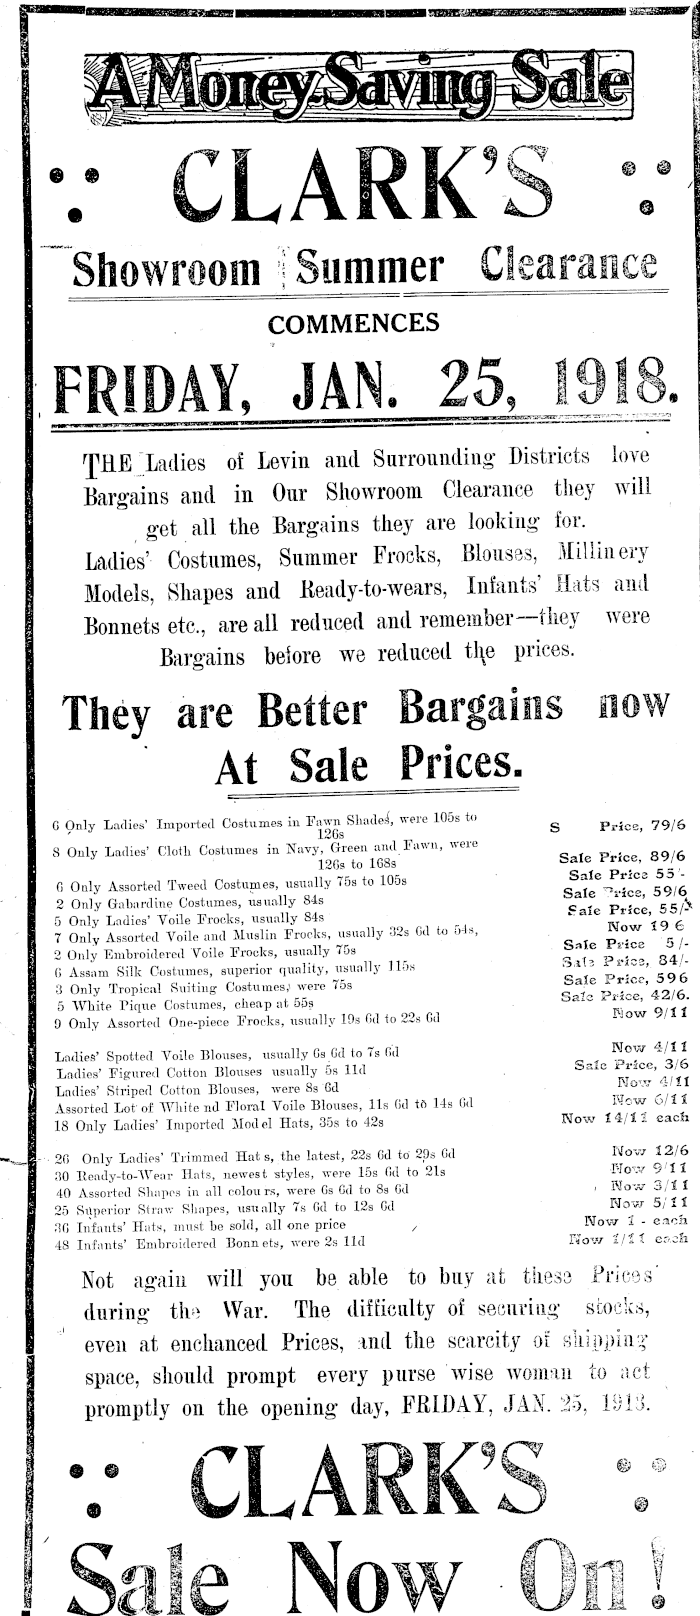 A Money Saving Sale
CLARK'S
Showroom Summer Clearance
COMMENCES
FRIDAY, JAN. 25, 1918.
THE Ladies of Levin and Surrounding Districts love
Bargains and in Our Showroom Clearance they will
get all the Bargains they are looking for.
Ladies' Costumes, Summer Frocks, Blouses, Millinery
Models, Shapes and Ready-to-wears, Infants' Hats and
Bonnets etc., are all reduced and remember—they were
Bargains before we reduced the prices.
They are Better Bargains now
At Sale Prices.
6 Only Ladies' Imported Costumes in Fawn Shades, were 105s to
126s S Price, 79/6
8 Only Ladies' Cloth Costumes in Navy, Green and Fawn, were
126s to 168s Sale Price, 89/6
6 Only Assorted Tweed Costumes, usually 75s to 105s Sale Price 55 -
2 Only Gabardine Costumes, usually 84s Sale Price, 59/6
5 Only Ladies' Voile Frocks, usually 84s Sale Price, 55/-
7 Only Assorted Voile and Muslin Frocks, usually 32s 6d to 54s, Now 19 6
2 Only Embroidered Voile Frocks, usually 75s Sale Price 5 /-
6 Assam Silk Costumes, superior quality, usually 115s Sale Price, 84/-
3 Only Tropical Suiting Costumes, were 75s Sale Price, 596
5 White Pique Costumes, cheap at 55s Sale Price, 42/6.
9 Only Assorted One-piece Frocks, usually 19s 6d to 22s 6d Now 9/11
Ladies' Spotted Voile Blouses, usually 6s 6d to 7s 6d Now 4/11
Ladies' Figured Cotton Blouses usually 5s 11d Sale Price, 3/6
Ladies' Striped Cotton Blouses, were 8s 6d Now 4/11
Assorted Lot of White nd Floral Voile Blouses, 11s 6d to 14s 6d Now 6/11
18 Only Ladies' Imported Model Hats, 35s to 42s Now 14/11 each
26 Only Ladies' Trimmed Hats, the latest, 22s 6d to 29s 6d Now 12/6
30 Ready-to-Wear Hats, newest styles, were 15s 6d to 21s Now 9/11
40 Assorted Shapes in all colours, were 6s 6d to 8s 6d Now 3/11
25 Superior Straw Shapes, usually 7s 6d to 12s 6d Now 5/11
36 Infants' Hats, must be sold, all one price Now 1 - each
48 Infants' Embroidered Bonnets, were 2s 11d Now 1/11 each
Not again will you be able to buy at these Prices
during the War. The difficulty of securing stocks,
even at enchanced Prices, and the scarcity of shipping
space, should prompt every purse wise woman to act
promptly on the opening day, FRIDAY, JAN. 25, 1918.
CLARK'S
Sale Now On!